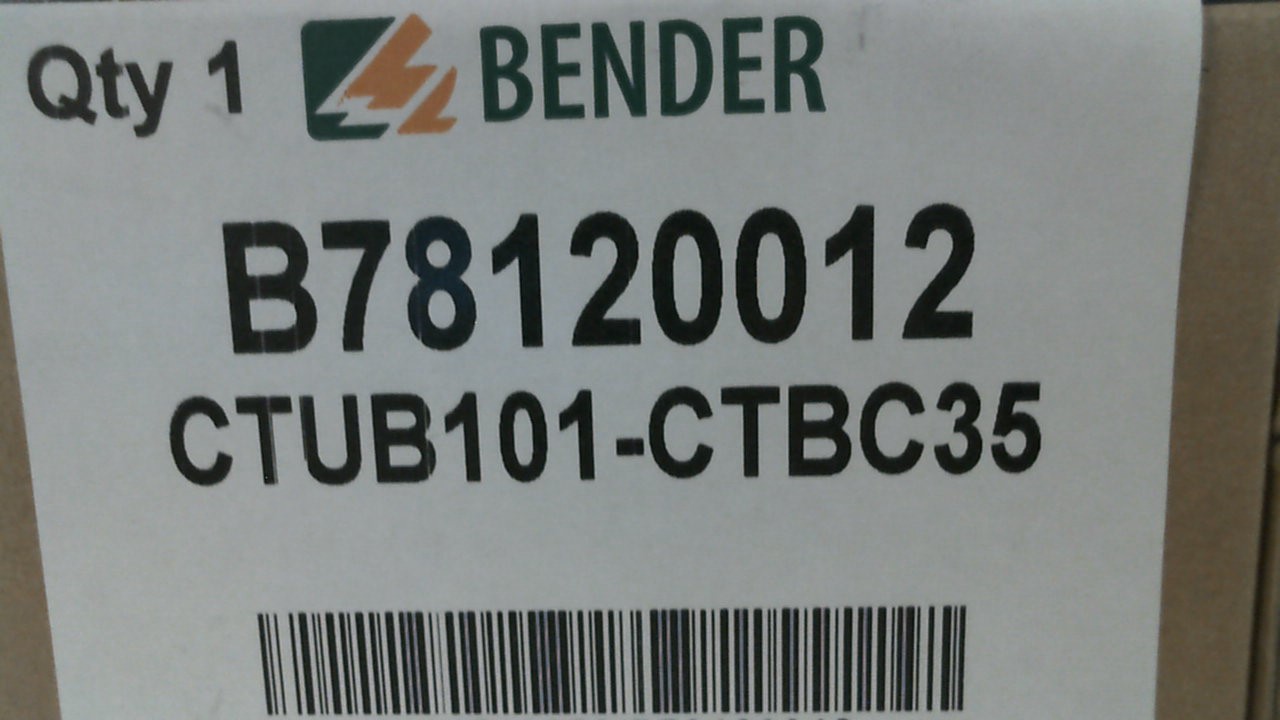 Qty 1 BENDER
B78120012
CTUB101-CTBC35